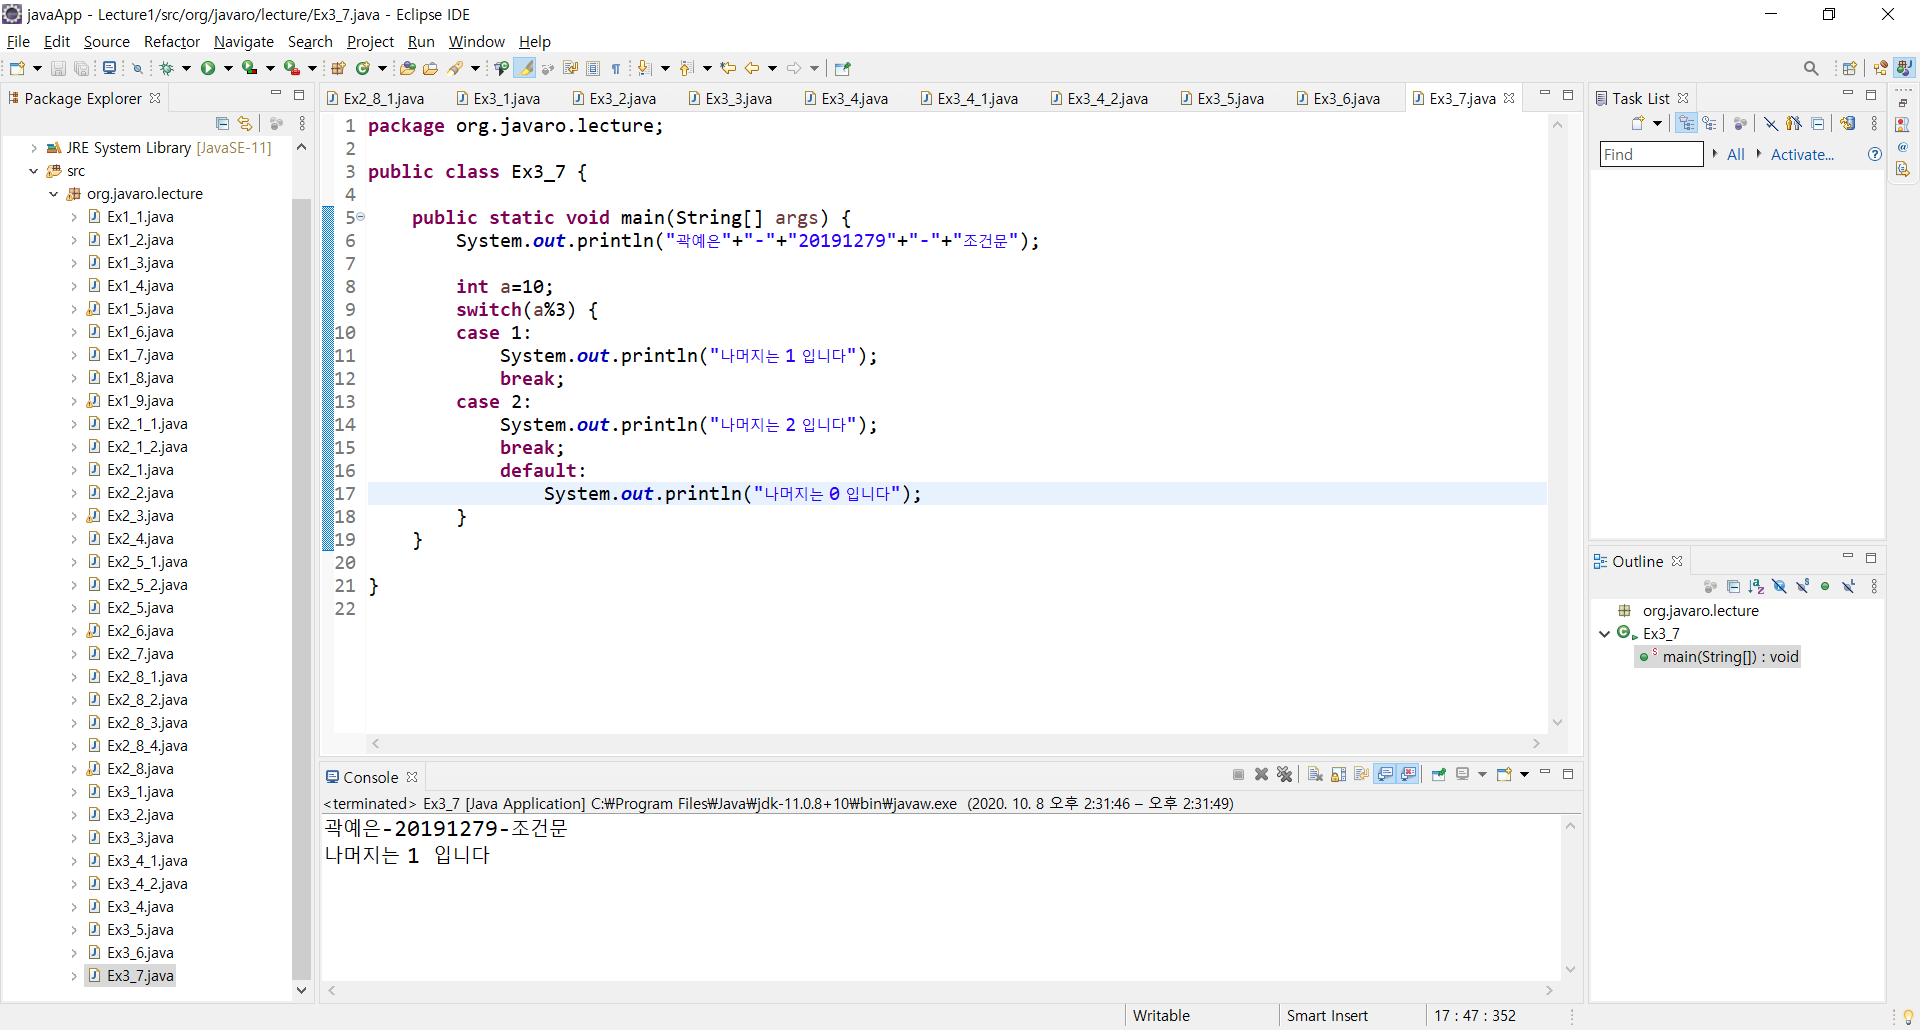 javaApp - Lecture1/src/org/javaro/lecture/Ex3_7.java - Eclipse IDE
File Edit Source Refactor Navigate Search Project Run Window Help
Package Explorer
JRE System Library [JavaSE-11]
src
org.javaro.lecture
Ex1_1.java
Ex1_2.java
Ex1_3.java
Ex1_4.java
Ex1_5.java
Ex1_6.java
Ex1_7.java
Ex1_8.java
Ex1_9.java
Ex2_1_1.java
Ex2_1_2.java
Ex2_1.java
Ex2_2.java
Ex2_3.java
Ex2_4.java
Ex2_5_1.java
Ex2_5_2.java
Ex2_5.java
Ex2_6.java
Ex2_7.java
Ex2_8_1.java
Ex2_8_2.java
Ex2_8_3.java
Ex2_8_4.java
Ex2_8.java
Ex3_1.java
Ex3_2.java
Ex3_3.java
Ex3_4_1.java
Ex3_4_2.java
Ex3_4.java
Ex3_5.java
Ex3_6.java
Ex3_7.java
Ex2_8_1.java Ex3_1.java Ex3_2.java Ex3_3.java Ex3_4.java Ex3_4_1.java Ex3_4_2.java Ex3_5.java Ex3_6.java Ex3_7.java
1 package org.javaro.lecture;
2
3 public class Ex3_7 {
4
5 public static void main(String[] args) {
6 System.out.println("곽예은"+"-"+"20191279"+"-"+"조건문");
7
8 int a=10;
9 switch(a%3) {
10 case 1:
11 System.out.println("나머지는 1 입니다");
12 break;
13 case 2:
14 System.out.println("나머지는 2 입니다");
15 break;
16 default:
17 System.out.println("나머지는 0 입니다");
18 }
19 }
20
21 }
22
Console
<terminated> Ex3_7 [Java Application] C:₩Program Files₩Java₩jdk-11.0.8+10₩bin₩javaw.exe (2020. 10. 8 오후 2:31:46 – 오후 2:31:49)
곽예은-20191279-조건문
나머지는 1 입니다
Task List
Find All Activate...
Outline
org.javaro.lecture
Ex3_7
main(String[]) : void
Writable Smart Insert 17 : 47 : 352